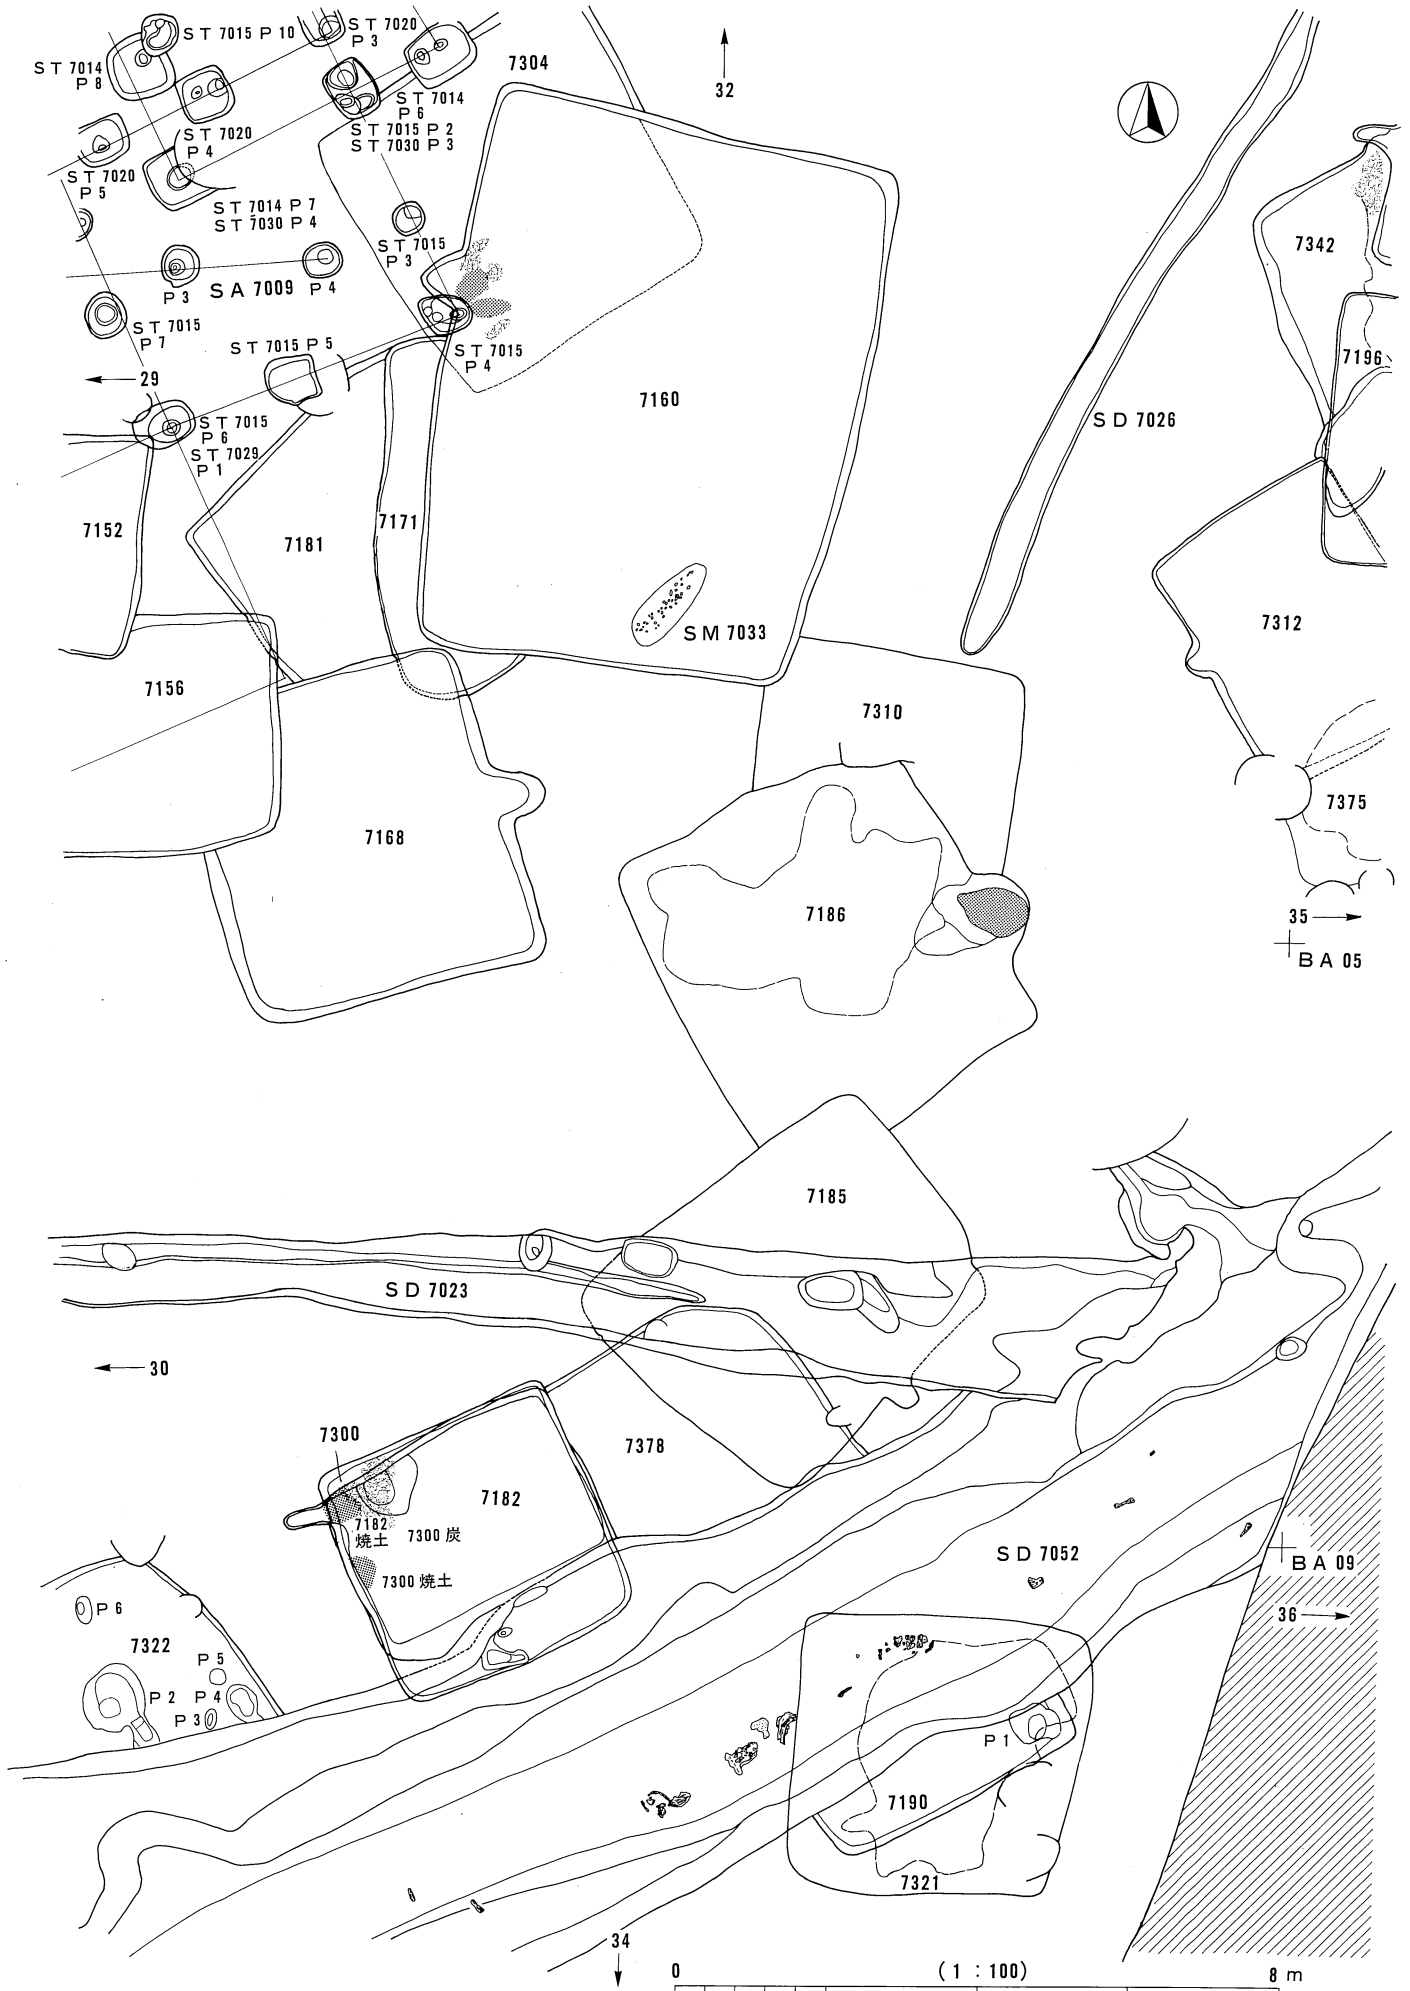 ST 7015 P 10
ST 7020
P 3
ST 7014
P 8
7304
32
ST 7014
P 6
ST 7015 P 2
ST 7030 P 3
ST 7020
P 4
ST 7020
P 5
ST 7014 P 7
ST 7030 P 4
ST 7015
P 3
7342
SA 7009
P 3
P 4
ST 7015
P 7
ST 7015 P 5
ST 7015
P 4
7196
29
7160
SD 7026
ST 7015
P 6
ST 7029
P 1
7152
7181
7171
7312
SM 7033
7156
7310
7375
7168
7186
35
BA 05
7185
SD 7023
30
7300
7378
7182
7182
焼土
7300 炭
7300 焼土
SD 7052
BA 09
P 6
36
7322
P 5
P 2
P 4
P 3
P 1
7190
7321
34
0
(1 : 100)
8 m